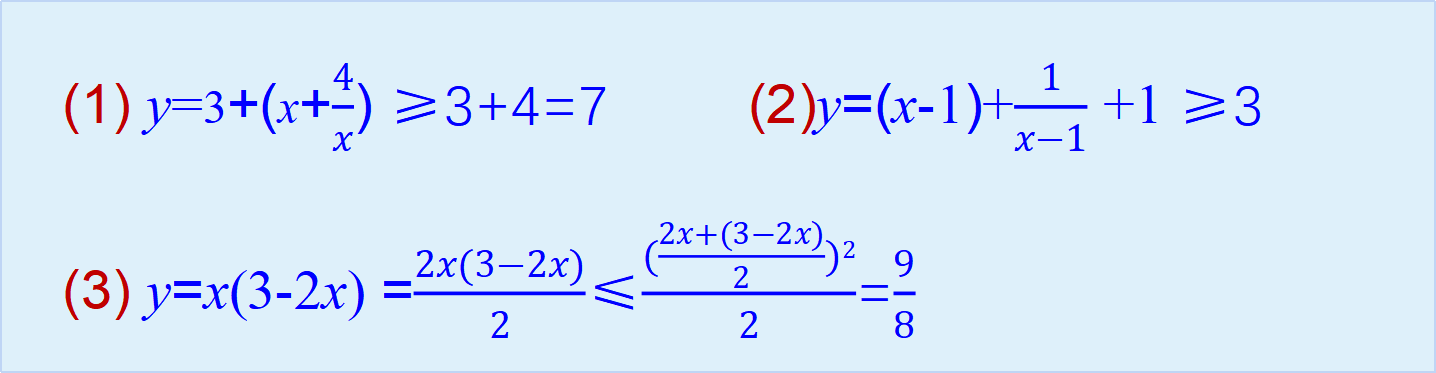 (1) y=3+(x+4/x) ⩾3+4=7 (2)y=(x-1)+1/(x−1) +1 ⩾3
(3) y=x(3-2x) =2x(3−2x)/2⩽((2x+(3−2x))/2)²/2=9/8